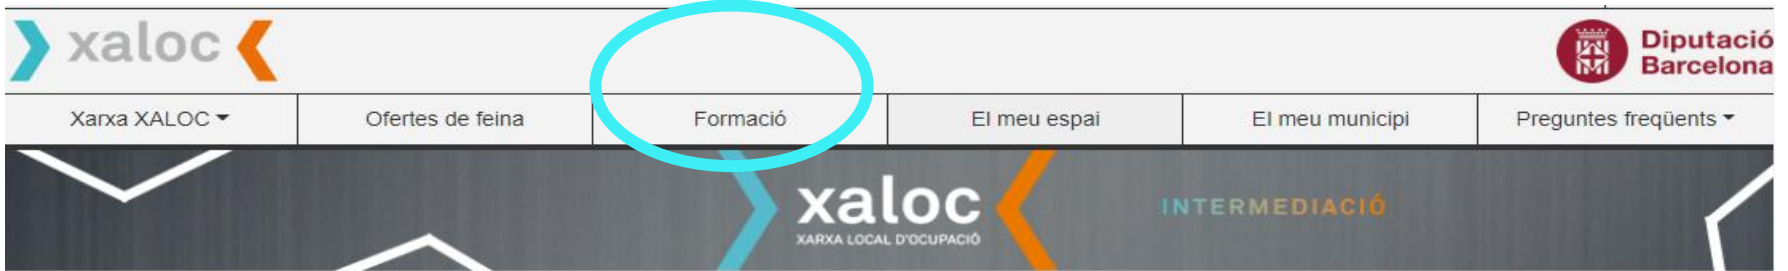 xaloc
Diputació
Barcelona
Xarxa XALOC
Ofertes de feina
Formació
El meu espai
El meu municipi
Preguntes freqüents
xaloc
XARXA LOCAL D'OCUPACIÓ
INTERMEDIACIÓ